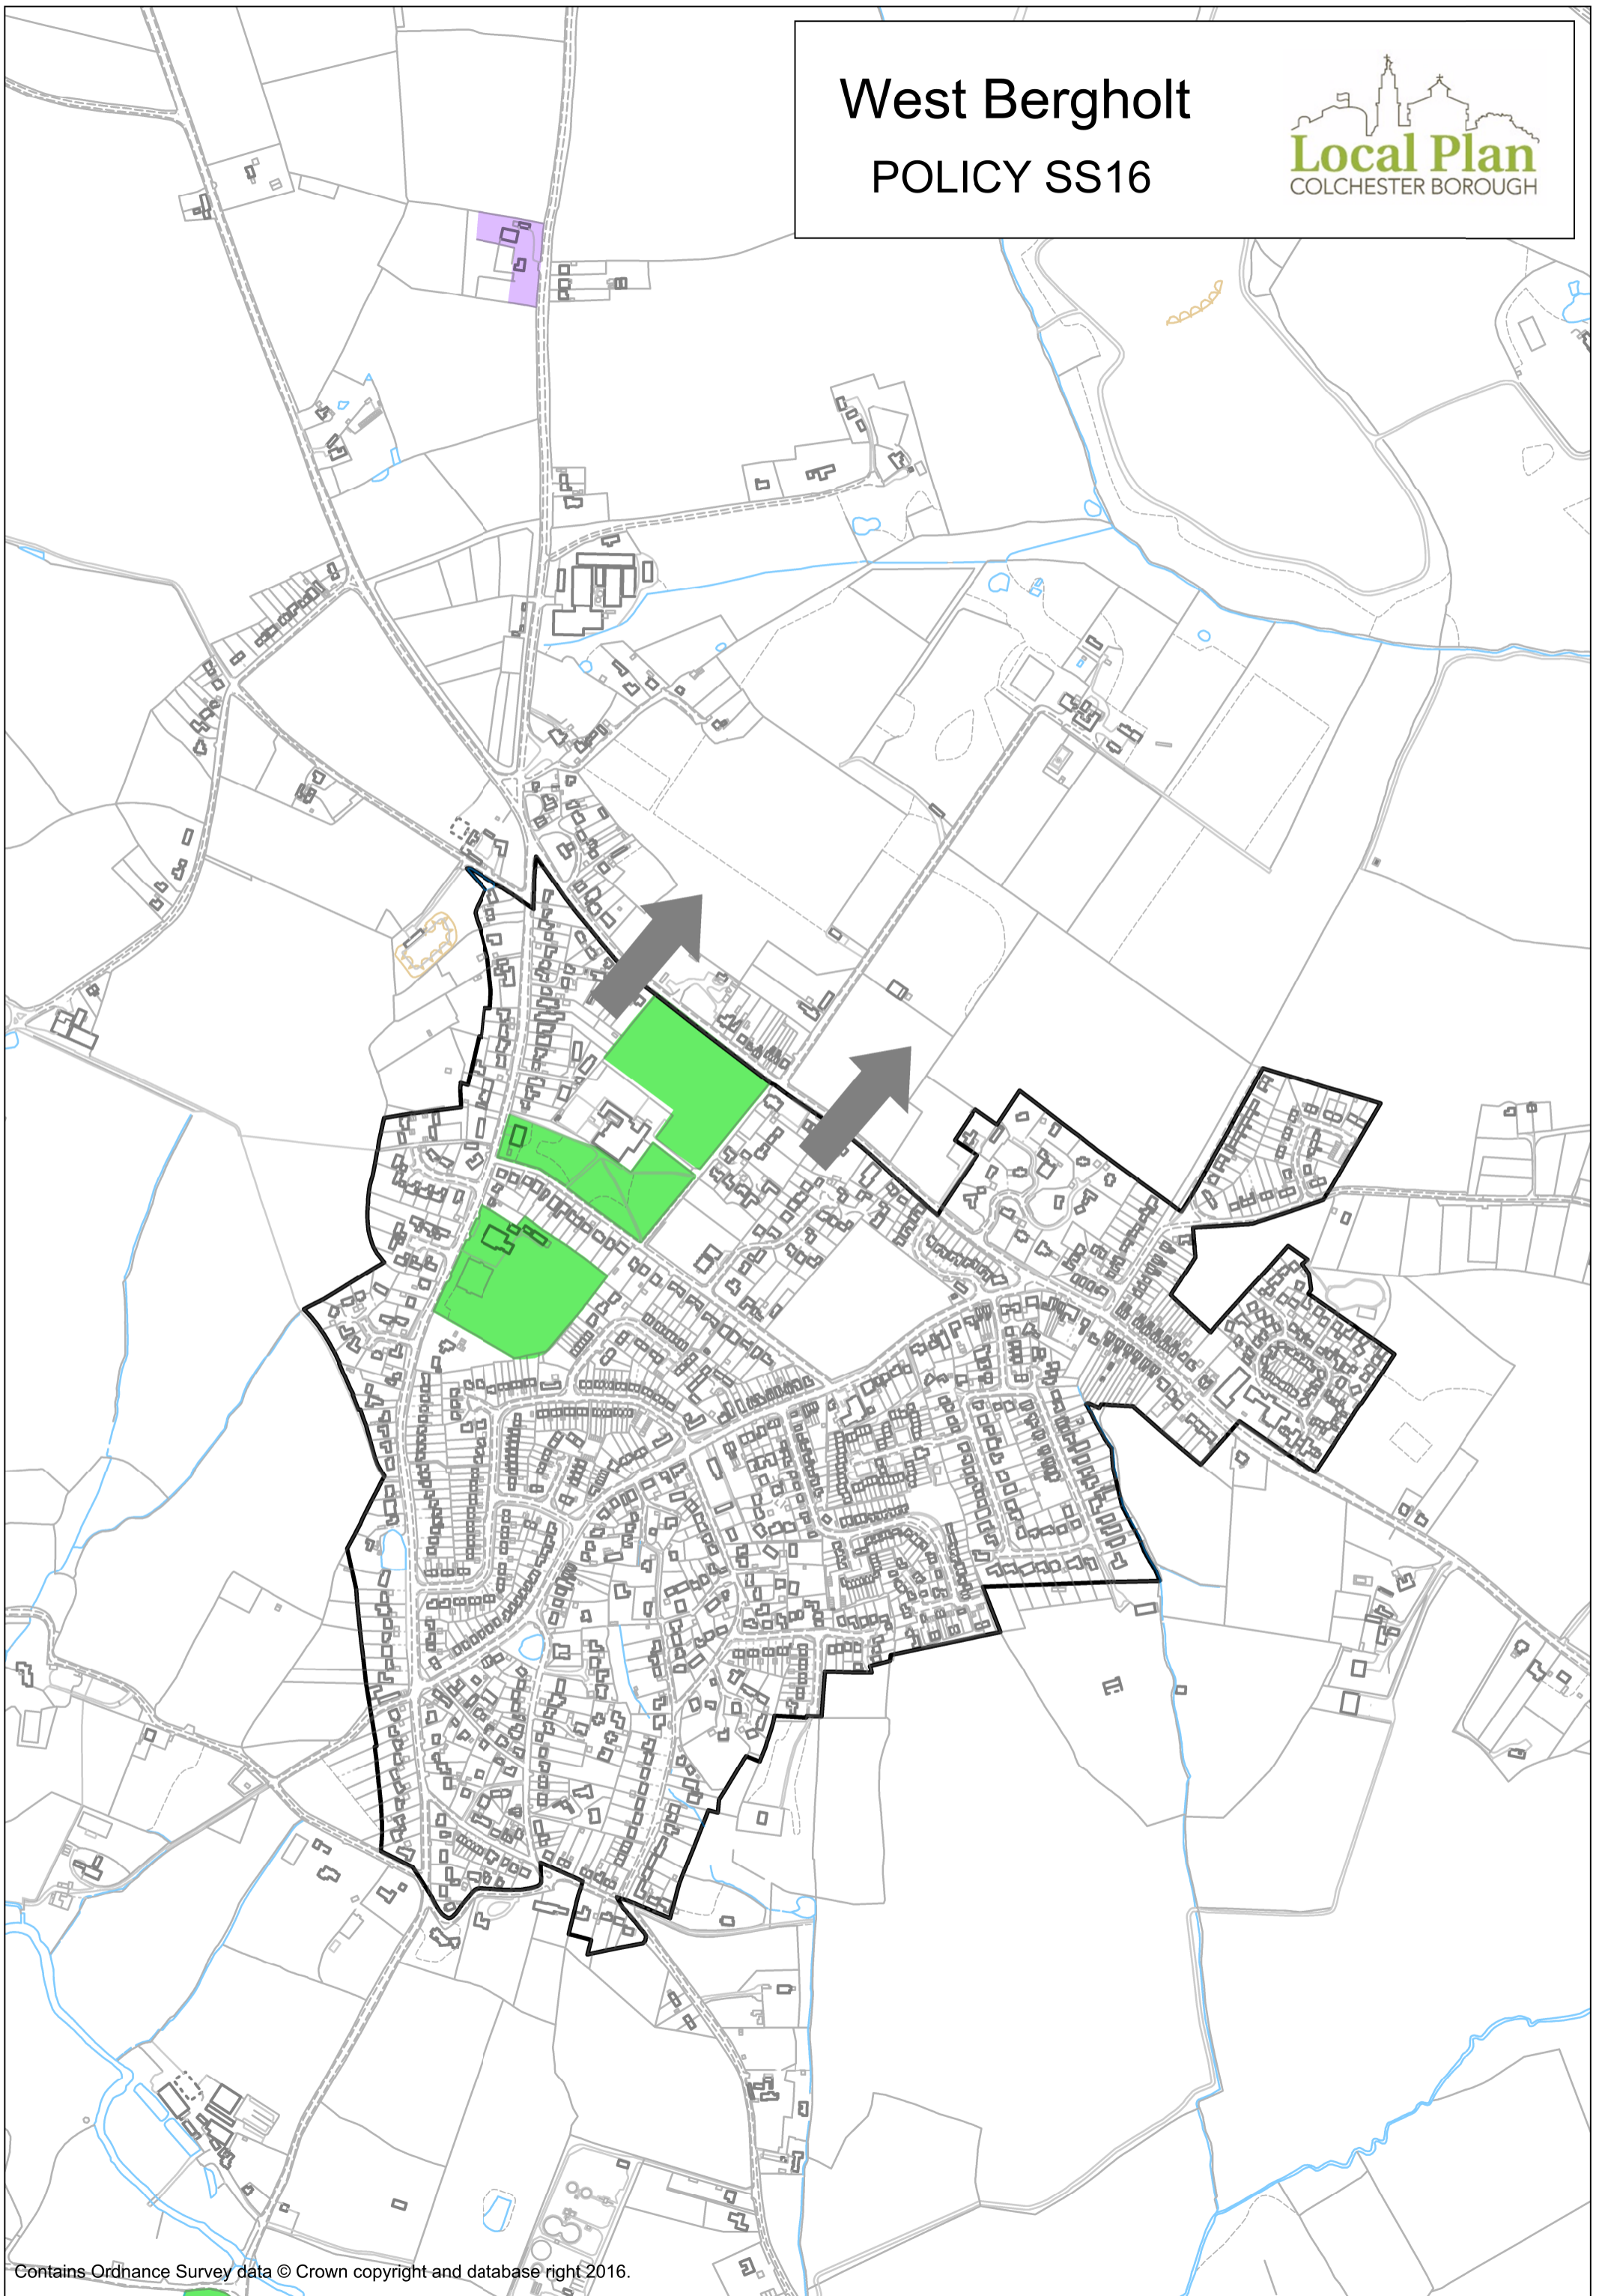 West Bergholt
POLICY SS16
Local Plan
COLCHESTER BOROUGH
Contains Ordnance Survey data © Crown copyright and database right 2016.